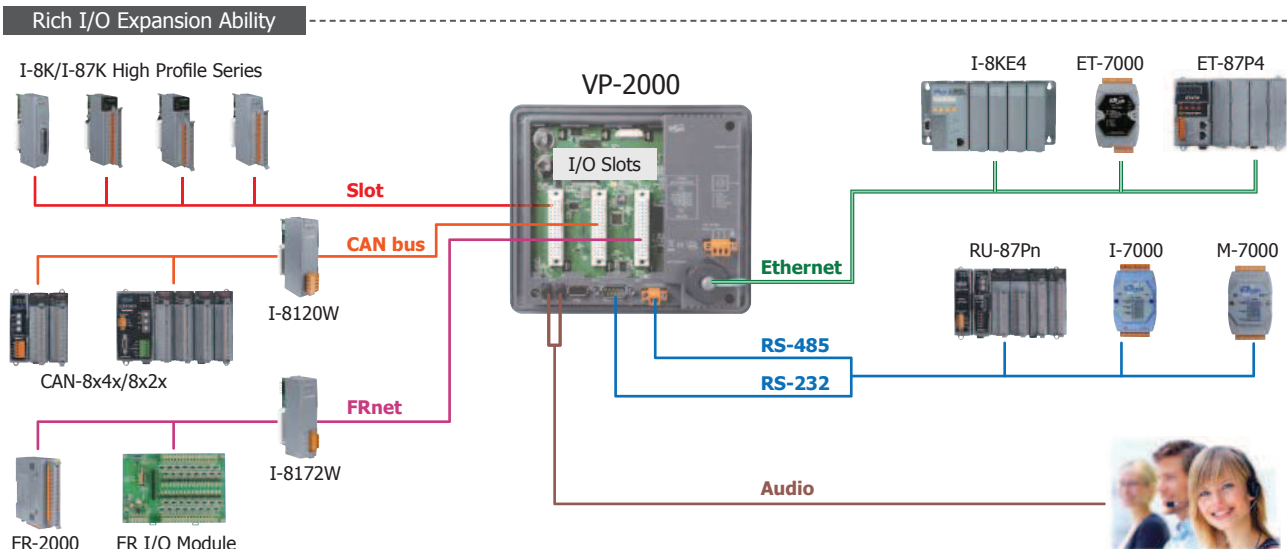 Rich I/O Expansion Ability
I-8K/I-87K High Profile Series
VP-2000
I-8KE4
ET-7000
ET-87P4
I/O Slots
Slot
CAN bus
I-8120W
Ethernet
RU-87Pn
I-7000
M-7000
CAN-8x4x/8x2x
RS-485
RS-232
FRnet
I-8172W
Audio
FR-2000
FR I/O Module